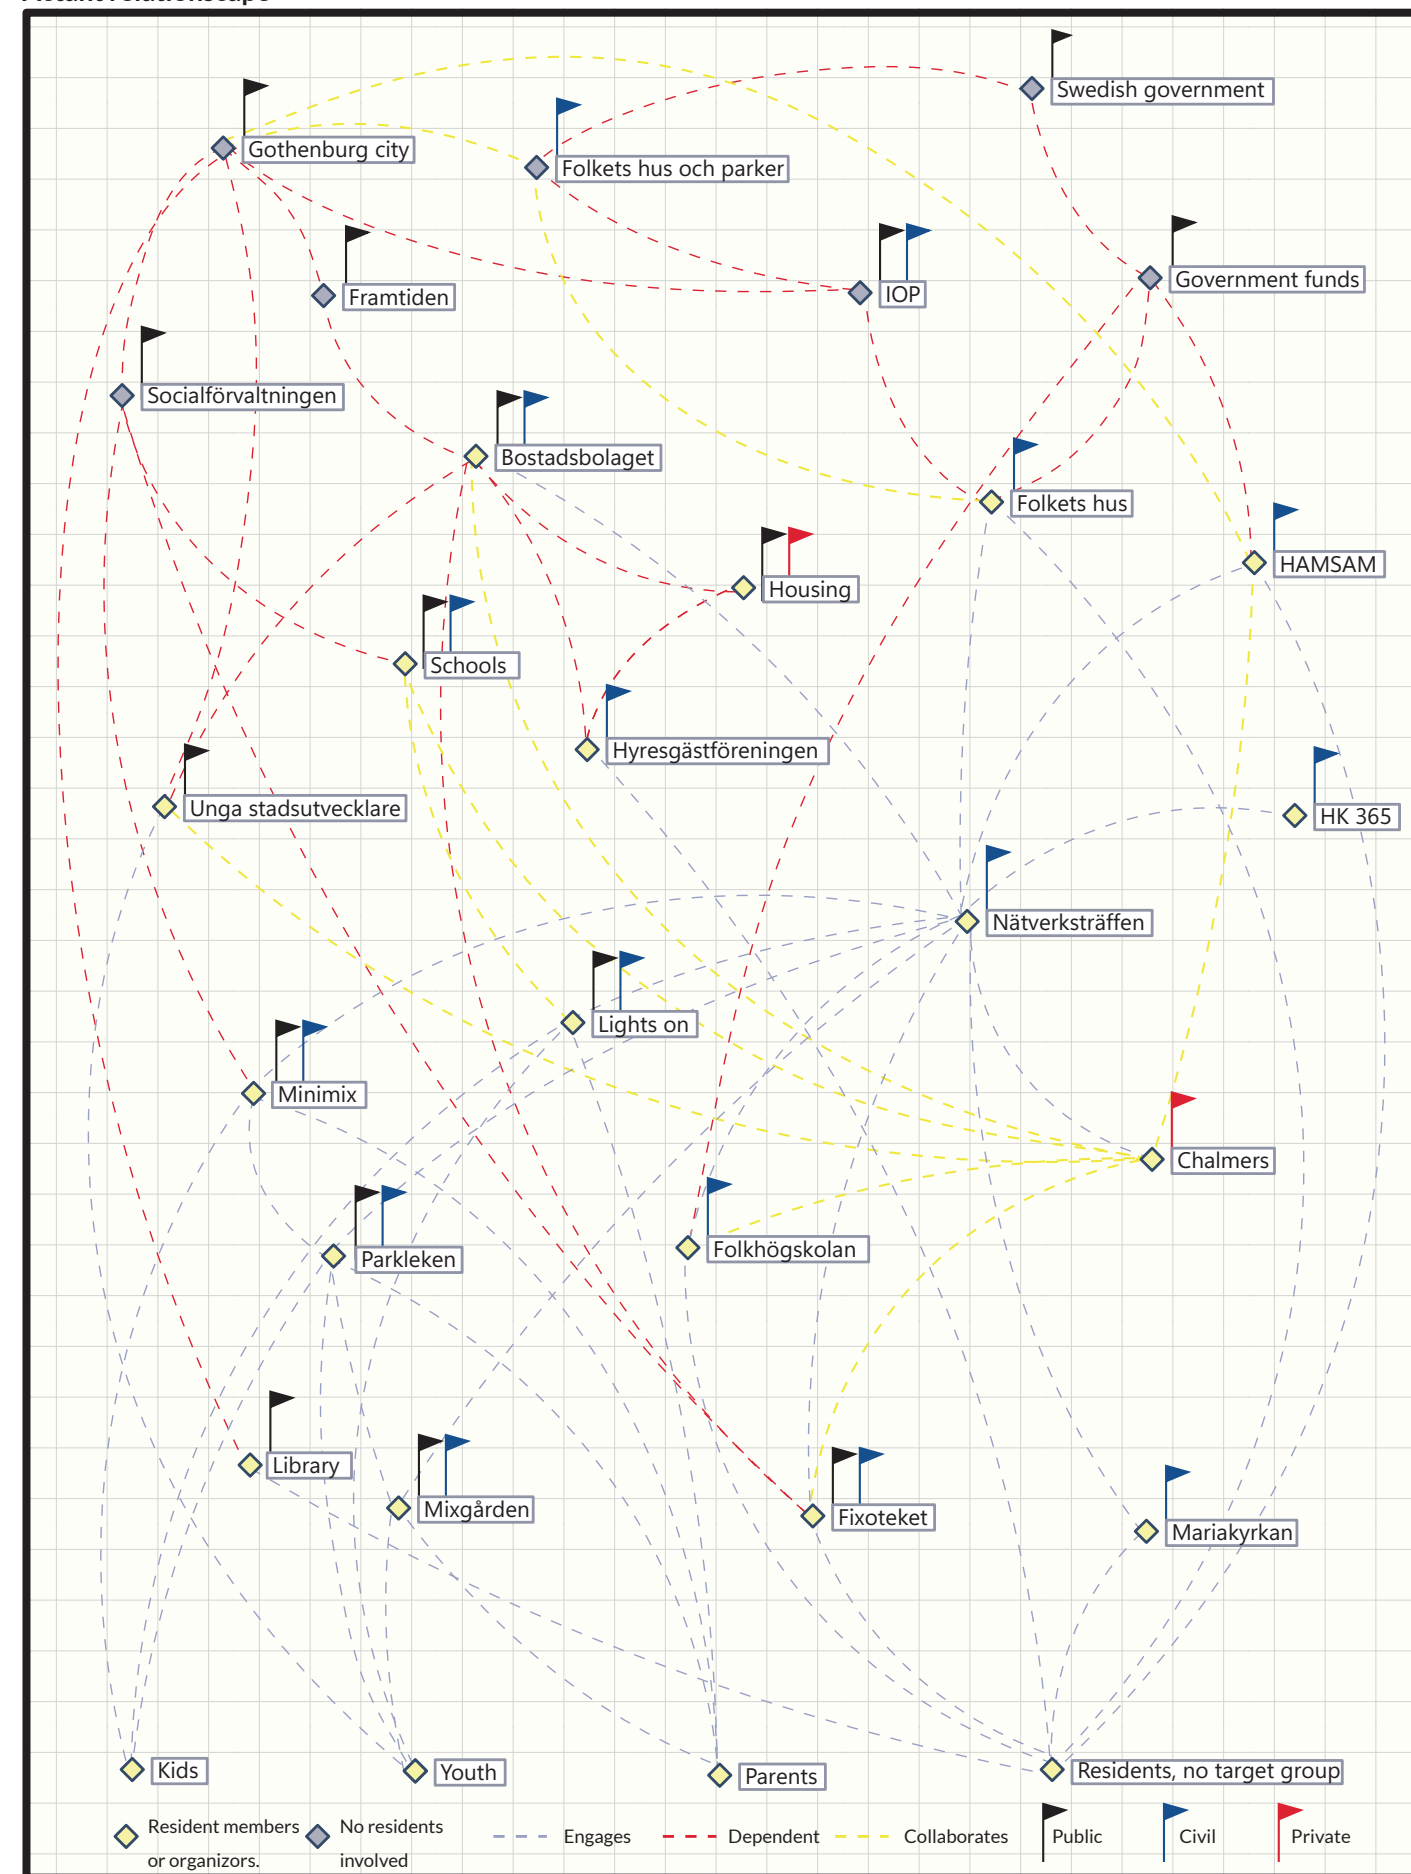 Swedish government
Gothenburg city
Folkets hus och parker
Government funds
Framtiden
IOP
Socialförvaltningen
Bostadsbolaget
Folkets hus
HAMSAM
Housing
Schools
Hyresgästföreningen
Unga stadsutvecklare
HK 365
Nätverksträffen
Lights on
Minimix
Chalmers
Parkleken
Folkhögskolan
Library
Mixgården
Fixoteket
Mariakyrkan
Kids
Youth
Parents
Residents, no target group
Resident members
or organizors.
No residents
involved
Engages
Dependent
Collaborates
Public
Civil
Private